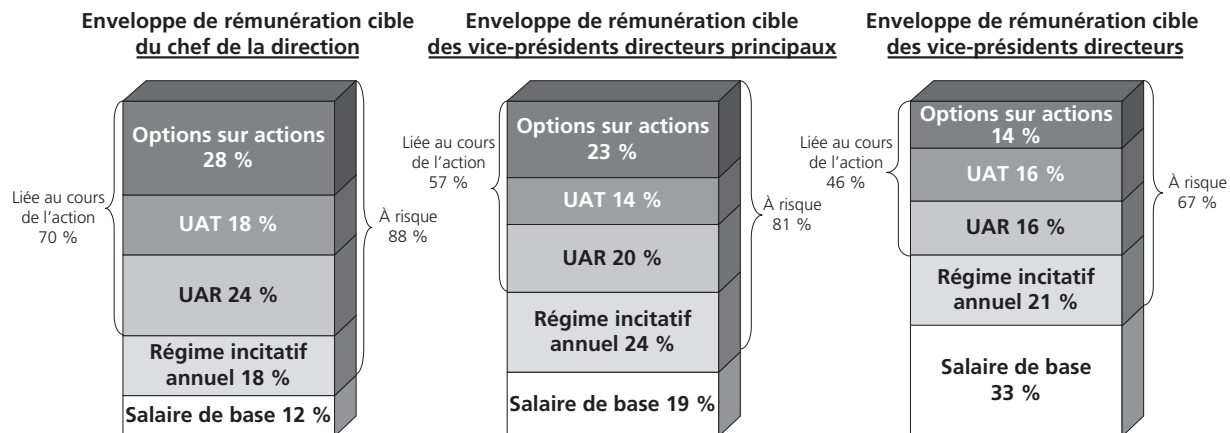 Enveloppe de rémunération cible
du chef de la direction
Options sur actions
28 %
UAT 18 %
UAR 24 %
Régime incitatif
annuel 18 %
Salaire de base 12 %
Liée au cours
de l'action
70 %
À risque
88 %
Enveloppe de rémunération cible
des vice-présidents directeurs principaux
Liée au cours
de l'action
57 %
Options sur actions
23 %
UAT 14 %
UAR 20 %
Régime incitatif
annuel 24 %
Salaire de base 19 %
À risque
81 %
Enveloppe de rémunération cible
des vice-présidents directeurs
Liée au cours
de l'action
46 %
Options sur actions
14 %
UAT 16 %
UAR 16 %
Régime incitatif
annuel 21 %
Salaire de base
33 %
À risque
67 %